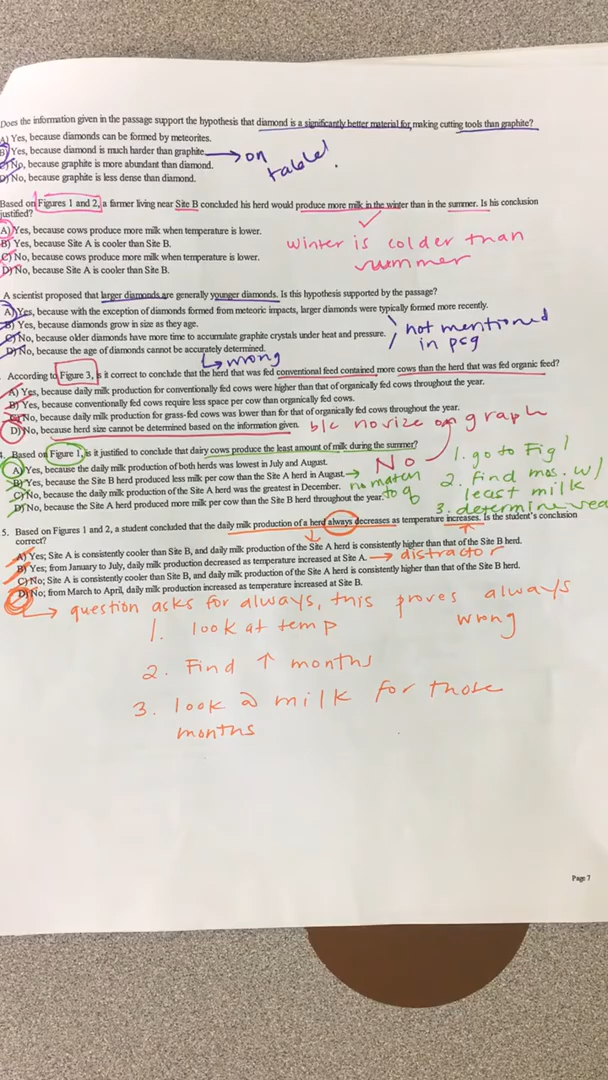 Does the information given in the passage support the hypothesis that diamond is a significantly better material for making cutting tools than graphite?
A) Yes, because diamonds can be formed by meteorites.
B) Yes, because diamond is much harder than graphite. → on table!
C) No, because graphite is more abundant than diamond.
D) No, because graphite is less dense than diamond.
Based on Figures 1 and 2, a farmer living near Site B concluded his herd would produce more milk in the winter than in the summer. Is his conclusion
justified?
A) Yes, because cows produce more milk when temperature is lower.
B) Yes, because Site A is cooler than Site B.
C) No, because cows produce more milk when temperature is lower.
D) No, because Site A is cooler than Site B.
winter is colder than
summer
A scientist proposed that larger diamonds are generally younger diamonds. Is this hypothesis supported by the passage?
A) Yes, because with the exception of diamonds formed from meteoric impacts, larger diamonds were typically formed more recently.
B) Yes, because diamonds grow in size as they age.
C) No, because older diamonds have more time to accumulate graphite crystals under heat and pressure.
D) No, because the age of diamonds cannot be accurately determined.
not mentioned
in psg
↳ wrong
According to Figure 3, is it correct to conclude that the herd that was fed conventional feed contained more cows than the herd that was fed organic feed?
A) Yes, because daily milk production for conventionally fed cows were higher than that of organically fed cows throughout the year.
B) Yes, because conventionally fed cows require less space per cow than organically fed cows.
C) No, because daily milk production for grass-fed cows was lower than for that of organically fed cows throughout the year.
D) No, because herd size cannot be determined based on the information given. b/c no size on graph
4. Based on Figure 1, is it justified to conclude that dairy cows produce the least amount of milk during the summer?
A) Yes, because the daily milk production of both herds was lowest in July and August.
B) Yes, because the Site B herd produced less milk per cow than the Site A herd in August. →
C) No, because the daily milk production of the Site A herd was the greatest in December.
D) No, because the Site A herd produced more milk per cow than the Site B herd throughout the year.
No
no match
to q
1. go to Fig 1
2. find mos. w/
least milk
3. determine
5. Based on Figures 1 and 2, a student concluded that the daily milk production of a herd always decreases as temperature increases. Is the student's conclusion
correct?
A) Yes; Site A is consistently cooler than Site B, and daily milk production of the Site A herd is consistently higher than that of the Site B herd.
B) Yes; from January to July, daily milk production decreased as temperature increased at Site A. → distractor
C) No; Site A is consistently cooler than Site B, and daily milk production of the Site A herd is consistently higher than that of the Site B herd.
D) No; from March to April, daily milk production increased as temperature increased at Site B.
↳ question asks for always, this proves always
wrong
1. look at temp
2. Find ↑ months
3. look @ milk for those
months
Page 7